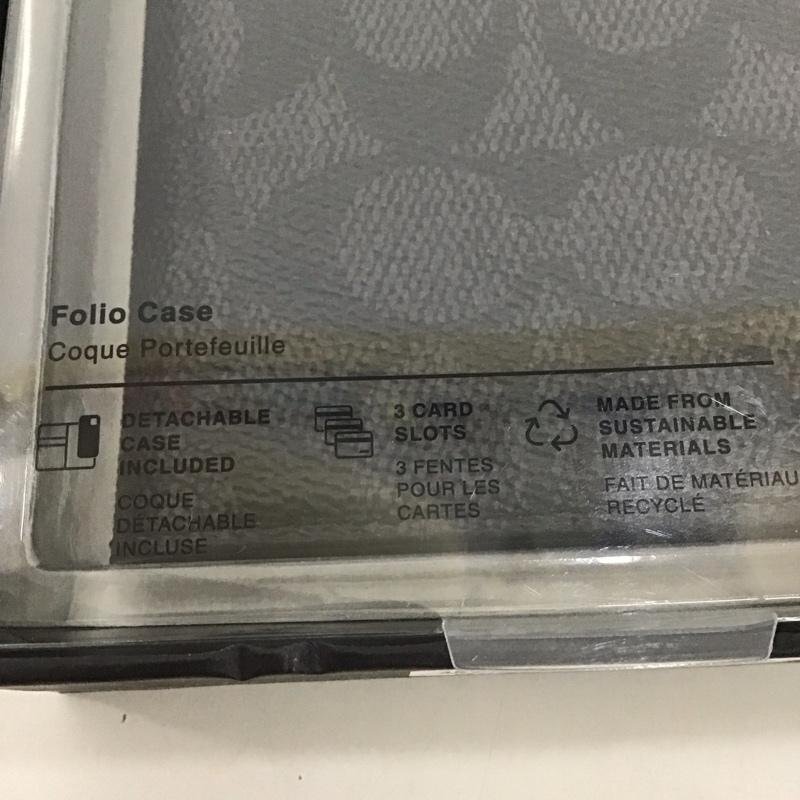 Folio Case
Coque Portefeuille
DETACHABLE
CASE
INCLUDED
COQUE
DÉTACHABLE
INCLUSE
3 CARD
SLOTS
3 FENTES
POUR LES
CARTES
MADE FROM
SUSTAINABLE
MATERIALS
FAIT DE MATÉRIAU
RECYCLÉ